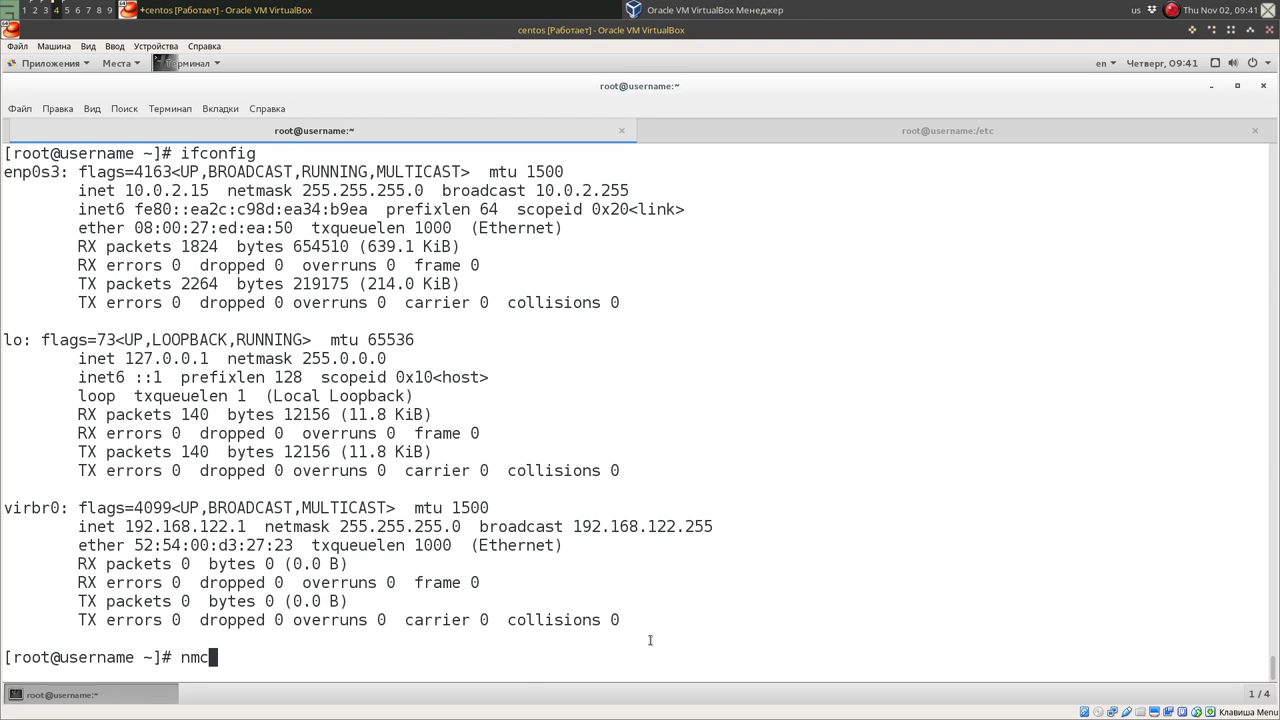 1 2 3 4 5 6 7 8 9 +centos [Работает] - Oracle VM VirtualBox Oracle VM VirtualBox Менеджер us Thu Nov 02, 09:41
centos [Работает] - Oracle VM VirtualBox
Файл Машина Вид Ввод Устройства Справка
Приложения Места Терминал en Четверг, 09:41
root@username:~
Файл Правка Вид Поиск Терминал Вкладки Справка
root@username:~ × root@username:/etc ×
[root@username ~]# ifconfig
enp0s3: flags=4163<UP,BROADCAST,RUNNING,MULTICAST>  mtu 1500
        inet 10.0.2.15  netmask 255.255.255.0  broadcast 10.0.2.255
        inet6 fe80::ea2c:c98d:ea34:b9ea  prefixlen 64  scopeid 0x20<link>
        ether 08:00:27:ed:ea:50  txqueuelen 1000  (Ethernet)
        RX packets 1824  bytes 654510 (639.1 KiB)
        RX errors 0  dropped 0  overruns 0  frame 0
        TX packets 2264  bytes 219175 (214.0 KiB)
        TX errors 0  dropped 0 overruns 0  carrier 0  collisions 0
lo: flags=73<UP,LOOPBACK,RUNNING>  mtu 65536
        inet 127.0.0.1  netmask 255.0.0.0
        inet6 ::1  prefixlen 128  scopeid 0x10<host>
        loop  txqueuelen 1  (Local Loopback)
        RX packets 140  bytes 12156 (11.8 KiB)
        RX errors 0  dropped 0  overruns 0  frame 0
        TX packets 140  bytes 12156 (11.8 KiB)
        TX errors 0  dropped 0 overruns 0  carrier 0  collisions 0
virbr0: flags=4099<UP,BROADCAST,MULTICAST>  mtu 1500
        inet 192.168.122.1  netmask 255.255.255.0  broadcast 192.168.122.255
        ether 52:54:00:d3:27:23  txqueuelen 1000  (Ethernet)
        RX packets 0  bytes 0 (0.0 B)
        RX errors 0  dropped 0  overruns 0  frame 0
        TX packets 0  bytes 0 (0.0 B)
        TX errors 0  dropped 0 overruns 0  carrier 0  collisions 0
[root@username ~]# nmc
root@username:~ 1 / 4
Клавиша Menu